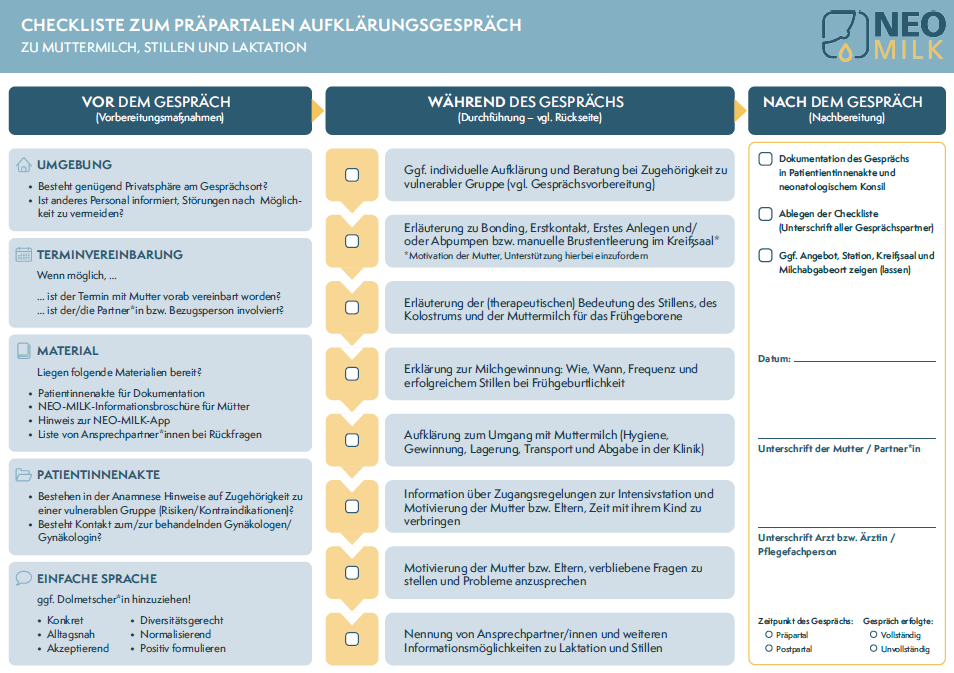 CHECKLISTE ZUM PRÄPARTALEN AUFKLÄRUNGSGESPRÄCH
ZU MUTTERMILCH, STILLEN UND LAKTATION
NEO
MILK
VOR DEM GESPRÄCH
(Vorbereitungsmaßnahmen)
UMGEBUNG
• Besteht genügend Privatsphäre am Gesprächsort?
• Ist anderes Personal informiert, Störungen nach Möglich-
keit zu vermeiden?
TERMINVEREINBARUNG
Wenn möglich, ...
... ist der Termin mit Mutter vorab vereinbart worden?
... ist der/die Partner*in bzw. Bezugsperson involviert?
MATERIAL
Liegen folgende Materialien bereit?
• Patientinnenakte für Dokumentation
• NEO-MILK-Informationsbroschüre für Mütter
• Hinweis zur NEO-MILK-App
• Liste von Ansprechpartner*innen bei Rückfragen
PATIENTINNENAKTE
• Bestehen in der Anamnese Hinweise auf Zugehörigkeit zu
einer vulnerablen Gruppe (Risiken/Kontraindikationen)?
• Besteht Kontakt zum/zur behandelnden Gynäkologen/
Gynäkologin?
EINFACHE SPRACHE
ggf. Dolmetscher*in hinzuziehen!
• Konkret
• Alltagsnah
• Akzeptierend
• Diversitätsgerecht
• Normalisierend
• Positiv formulieren
WÄHREND DES GESPRÄCHS
(Durchführung – vgl. Rückseite)
Ggf. individuelle Aufklärung und Beratung bei Zugehörigkeit zu
vulnerabler Gruppe (vgl. Gesprächsvorbereitung)
Erläuterung zu Bonding, Erstkontakt, Erstes Anlegen und/
oder Abpumpen bzw. manuelle Brustentleerung im Kreißsaal*
*Motivation der Mutter, Unterstützung hierbei einzufordern
Erläuterung der (therapeutischen) Bedeutung des Stillens, des
Kolostrums und der Muttermilch für das Frühgeborene
Erklärung zur Milchgewinnung: Wie, Wann, Frequenz und
erfolgreichem Stillen bei Frühgeburtlichkeit
Aufklärung zum Umgang mit Muttermilch (Hygiene,
Gewinnung, Lagerung, Transport und Abgabe in der Klinik)
Information über Zugangsregelungen zur Intensivstation und
Motivierung der Mutter bzw. Eltern, Zeit mit ihrem Kind zu
verbringen
Motivierung der Mutter bzw. Eltern, verbliebene Fragen zu
stellen und Probleme anzusprechen
Nennung von Ansprechpartner/innen und weiteren
Informationsmöglichkeiten zu Laktation und Stillen
NACH DEM GESPRÄCH
(Nachbereitung)
Dokumentation des Gesprächs
in Patientientinnenakte und
neonatologischem Konsil
Ablegen der Checkliste
(Unterschrift aller Gesprächspartner)
Ggf. Angebot, Station, Kreißsaal und
Milchabgabeort zeigen (lassen)
Datum:
Unterschrift der Mutter / Partner*in
Unterschrift Arzt bzw. Ärztin /
Pflegefachperson
Zeitpunkt des Gesprächs:
Präpartal
Postpartal
Gespräch erfolgte:
Vollständig
Unvollständig